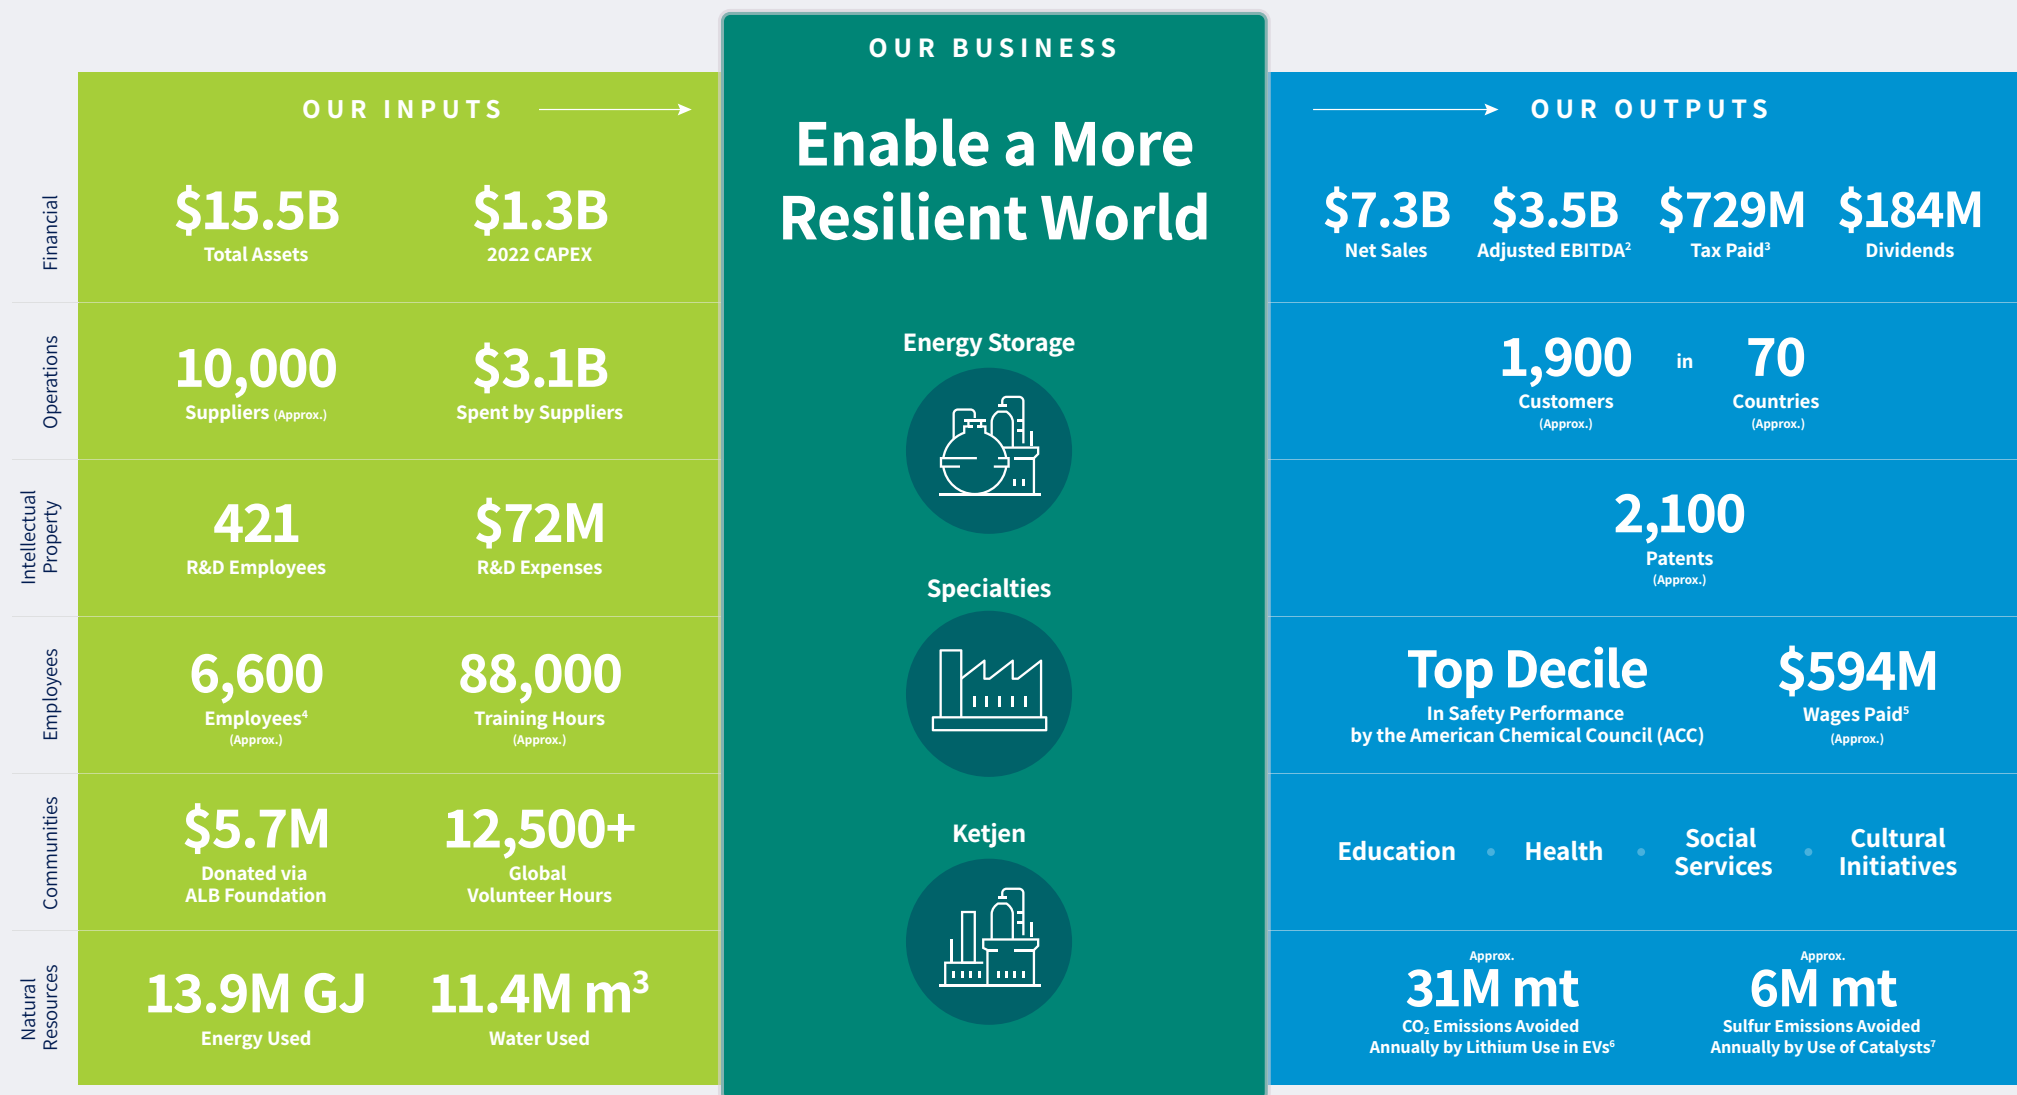 OUR BUSINESS
OUR INPUTS
OUR OUTPUTS
Enable a More
Resilient World
Financial
$15.5B
Total Assets
$1.3B
2022 CAPEX
$7.3B
Net Sales
$3.5B
Adjusted EBITDA²
$729M
Tax Paid³
$184M
Dividends
Operations
10,000
Suppliers (Approx.)
$3.1B
Spent by Suppliers
Energy Storage
1,900
Customers
(Approx.)
in
70
Countries
(Approx.)
Intellectual
Property
421
R&D Employees
$72M
R&D Expenses
2,100
Patents
(Approx.)
Specialties
Employees
6,600
Employees⁴
(Approx.)
88,000
Training Hours
(Approx.)
Top Decile
In Safety Performance
by the American Chemical Council (ACC)
$594M
Wages Paid⁵
(Approx.)
Communities
$5.7M
Donated via
ALB Foundation
12,500+
Global
Volunteer Hours
Ketjen
Education
Health
Social
Services
Cultural
Initiatives
Natural
Resources
13.9M GJ
Energy Used
11.4M m³
Water Used
Approx.
31M mt
CO₂ Emissions Avoided
Annually by Lithium Use in EVs⁶
Approx.
6M mt
Sulfur Emissions Avoided
Annually by Use of Catalysts⁷